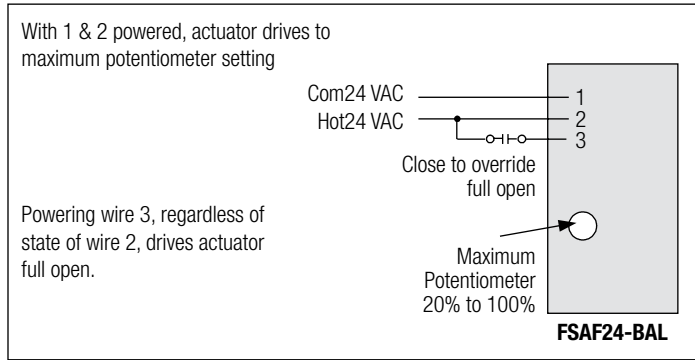 With 1 & 2 powered, actuator drives to
maximum potentiometer setting
Com24 VAC
1
Hot24 VAC
2
3
Close to override
full open
Powering wire 3, regardless of
state of wire 2, drives actuator
full open.
Maximum
Potentiometer
20% to 100%
FSAF24-BAL